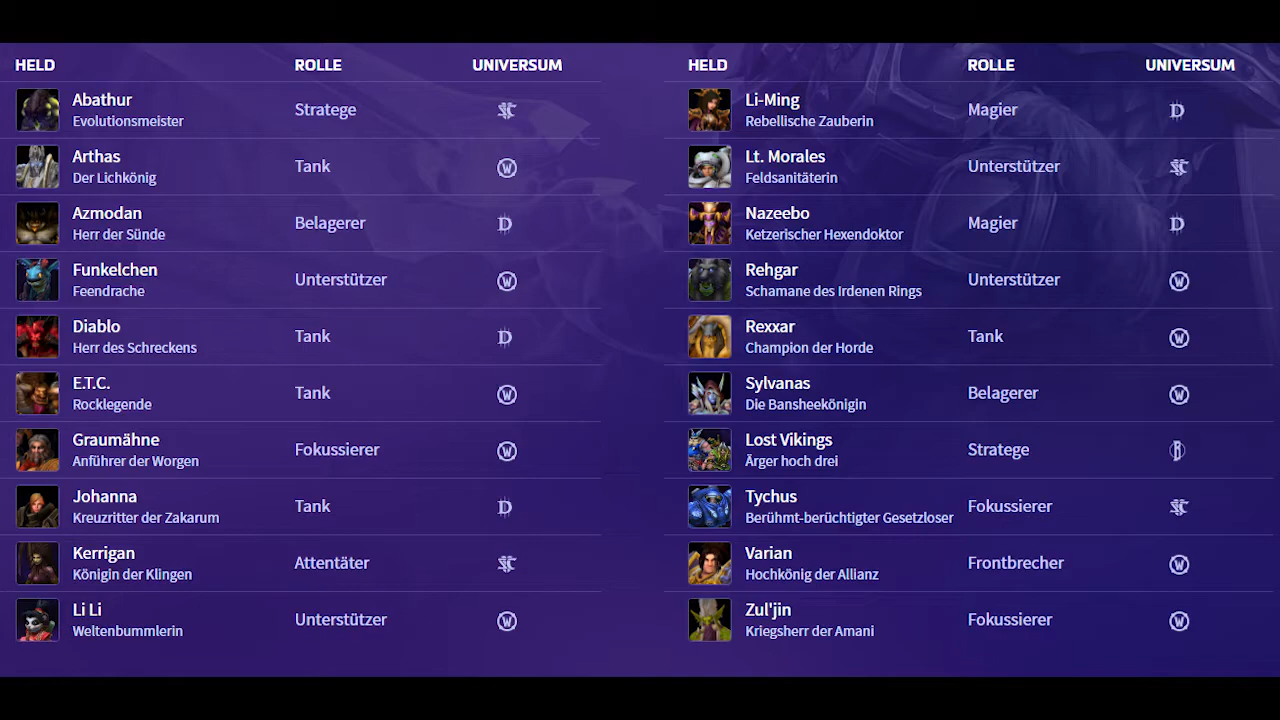 HELD ROLLE UNIVERSUM
Abathur
Evolutionsmeister
Stratege
Arthas
Der Lichkönig
Tank
Azmodan
Herr der Sünde
Belagerer
Funkelchen
Feendrache
Unterstützer
Diablo
Herr des Schreckens
Tank
E.T.C.
Rocklegende
Tank
Graumähne
Anführer der Worgen
Fokussierer
Johanna
Kreuzritter der Zakarum
Tank
Kerrigan
Königin der Klingen
Attentäter
Li Li
Weltenbummlerin
Unterstützer
HELD ROLLE UNIVERSUM
Li-Ming
Rebellische Zauberin
Magier
Lt. Morales
Feldsanitäterin
Unterstützer
Nazeebo
Ketzerischer Hexendoktor
Magier
Rehgar
Schamane des Irdenen Rings
Unterstützer
Rexxar
Champion der Horde
Tank
Sylvanas
Die Bansheekönigin
Belagerer
Lost Vikings
Ärger hoch drei
Stratege
Tychus
Berühmt-berüchtigter Gesetzloser
Fokussierer
Varian
Hochkönig der Allianz
Frontbrecher
Zul'jin
Kriegsherr der Amani
Fokussierer